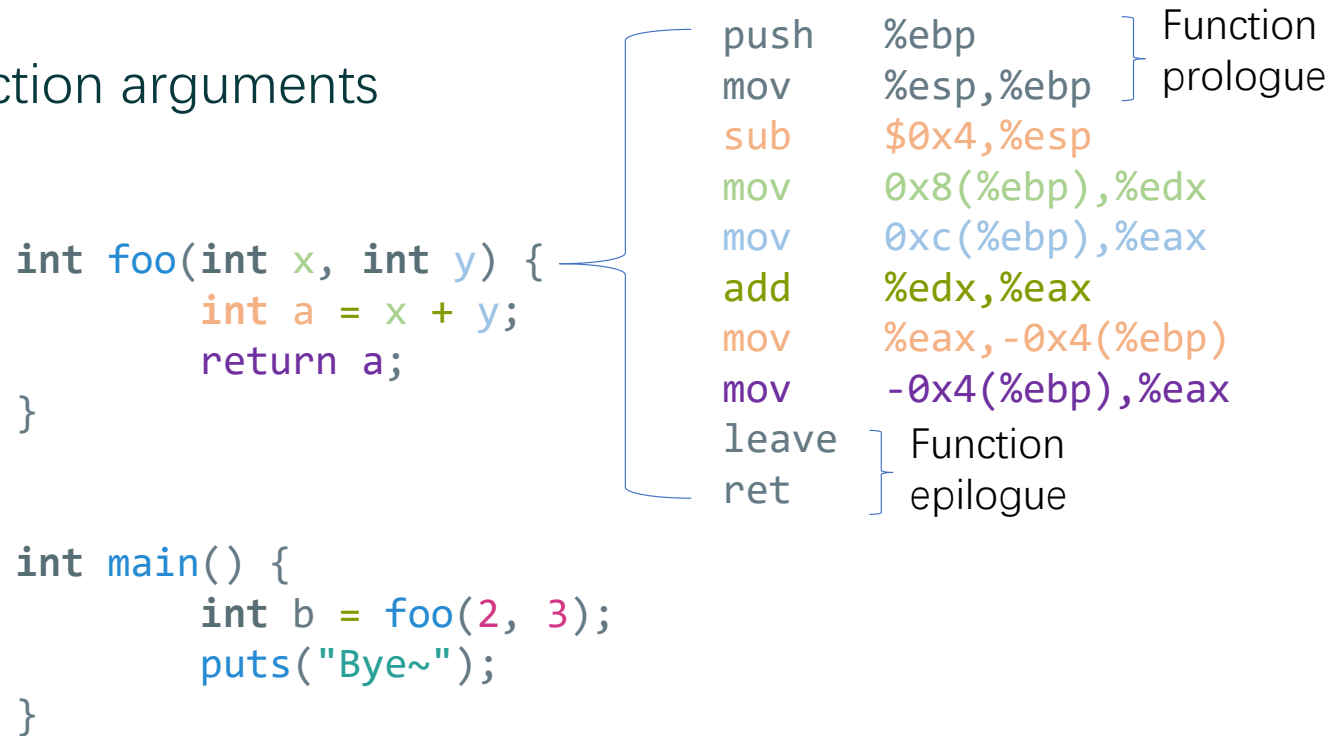 ction arguments
int foo(int x, int y) {
int a = x + y;
return a;
}
int main() {
int b = foo(2, 3);
puts("Bye~");
}
push %ebp
mov %esp,%ebp
sub $0x4,%esp
mov 0x8(%ebp),%edx
mov 0xc(%ebp),%eax
add %edx,%eax
mov %eax,-0x4(%ebp)
mov -0x4(%ebp),%eax
leave
ret
Function
prologue
Function
epilogue